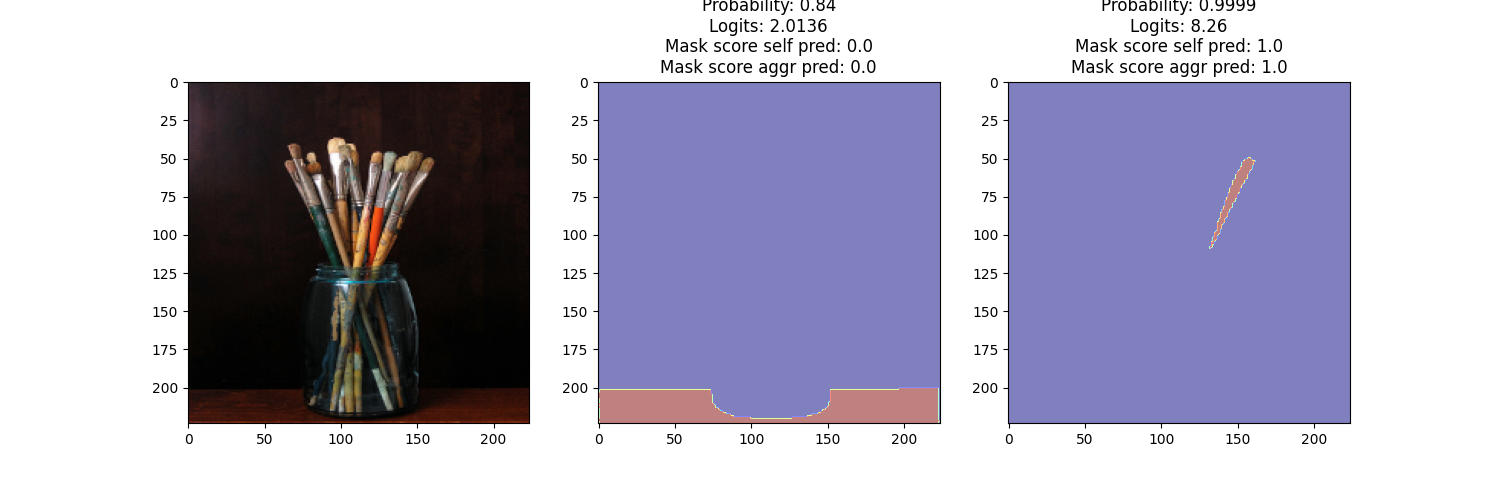 Probability: 0.84
Logits: 2.0136
Mask score self pred: 0.0
Mask score aggr pred: 0.0
Probability: 0.9999
Logits: 8.26
Mask score self pred: 1.0
Mask score aggr pred: 1.0
0
25
50
75
100
125
150
175
200
0 50 100 150 200
0
25
50
75
100
125
150
175
200
0 50 100 150 200
0
25
50
75
100
125
150
175
200
0 50 100 150 200